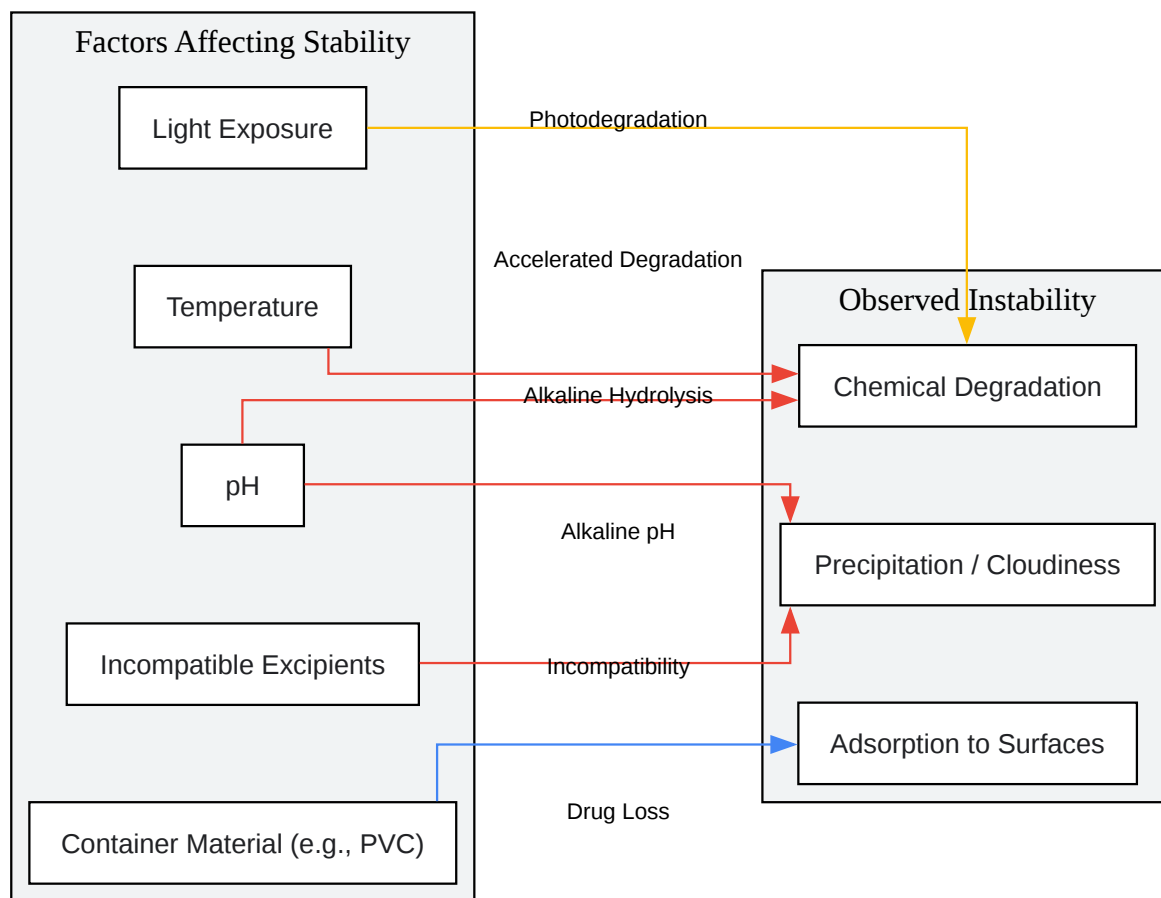 Factors Affecting Stability
Light Exposure
Photodegradation
Temperature
Accelerated Degradation
Observed Instability
Chemical Degradation
Alkaline Hydrolysis
pH
Alkaline pH
Precipitation / Cloudiness
Incompatible Excipients
Incompatibility
Adsorption to Surfaces
Container Material (e.g., PVC)
Drug Loss